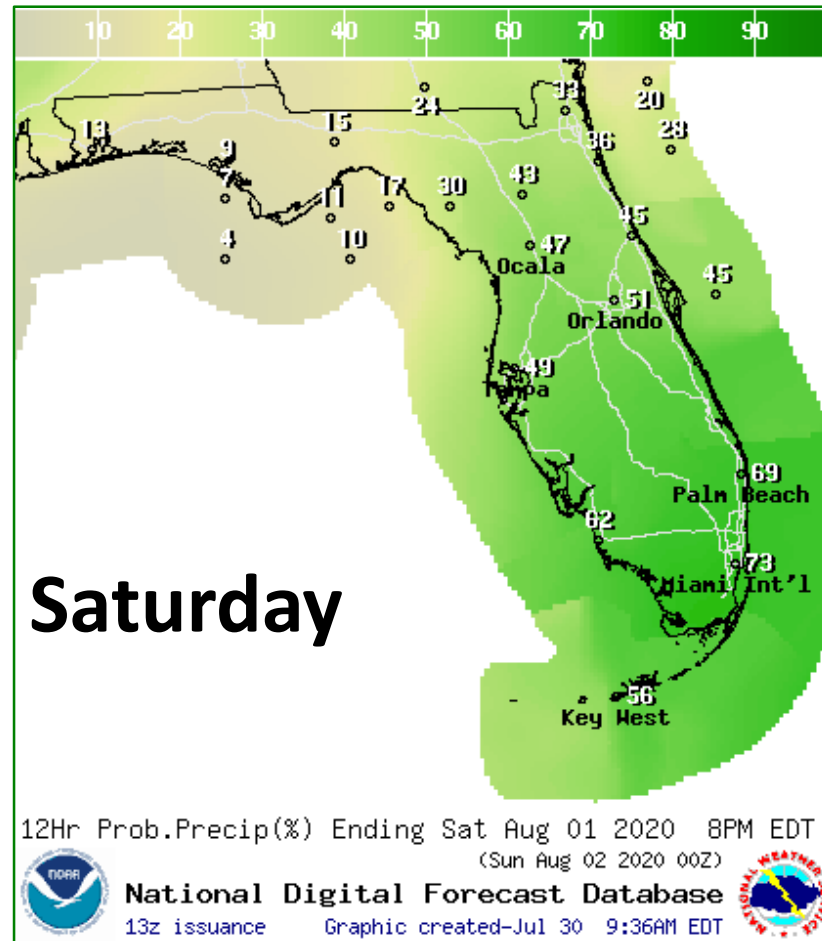 10 20 30 40 50 60 70 80 90
20
24
33
28
13
15
36
9
43
7
11
17
30
45
4
10
47
Ocala
45
51
Orlando
49
Tampa
69
Palm Beach
62
73
Miami Int'l
Saturday
56
Key West
12Hr Prob.Precip(%) Ending Sat Aug 01 2020 8PM EDT
(Sun Aug 02 2020 00Z)
National Digital Forecast Database
13z issuance Graphic created-Jul 30 9:36AM EDT
NOAA
NATIONAL WEATHER SERVICE